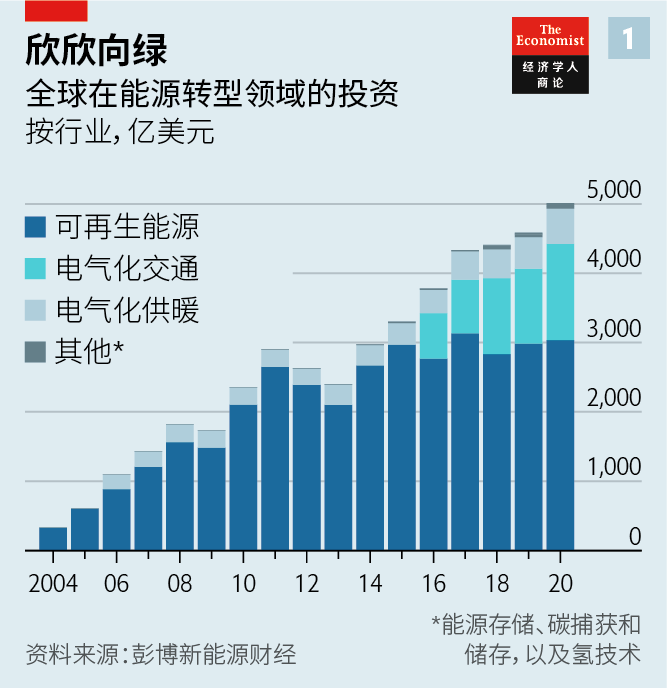 欣欣向绿
The
Economist
经济学人
商论
1
全球在能源转型领域的投资
按行业，亿美元
5,000
可再生能源
电气化交通
4,000
电气化供暖
3,000
其他*
2,000
1,000
0
2004 06 08 10 12 14 16 18 20
*能源存储、碳捕获和
储存，以及氢技术
资料来源：彭博新能源财经